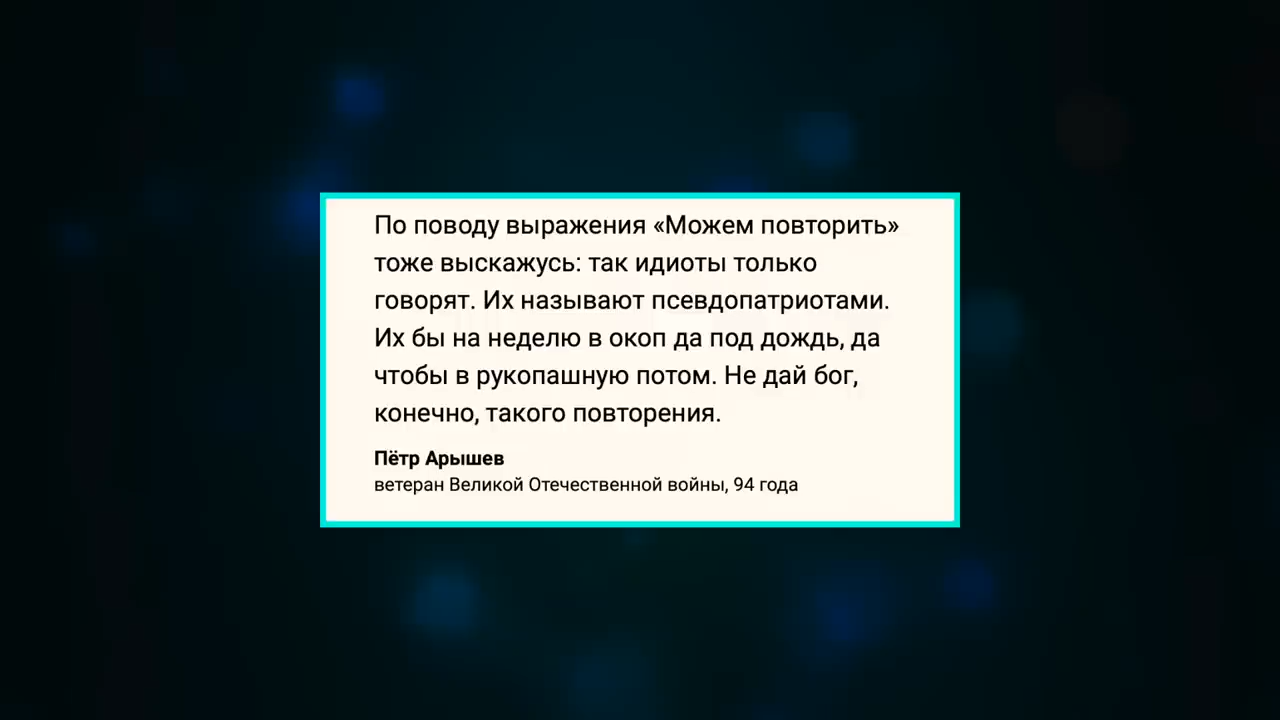 По поводу выражения «Можем повторить»
тоже выскажусь: так идиоты только
говорят. Их называют псевдопатриотами.
Их бы на неделю в окоп да под дождь, да
чтобы в рукопашную потом. Не дай бог,
конечно, такого повторения.
Пётр Арышев
ветеран Великой Отечественной войны, 94 года